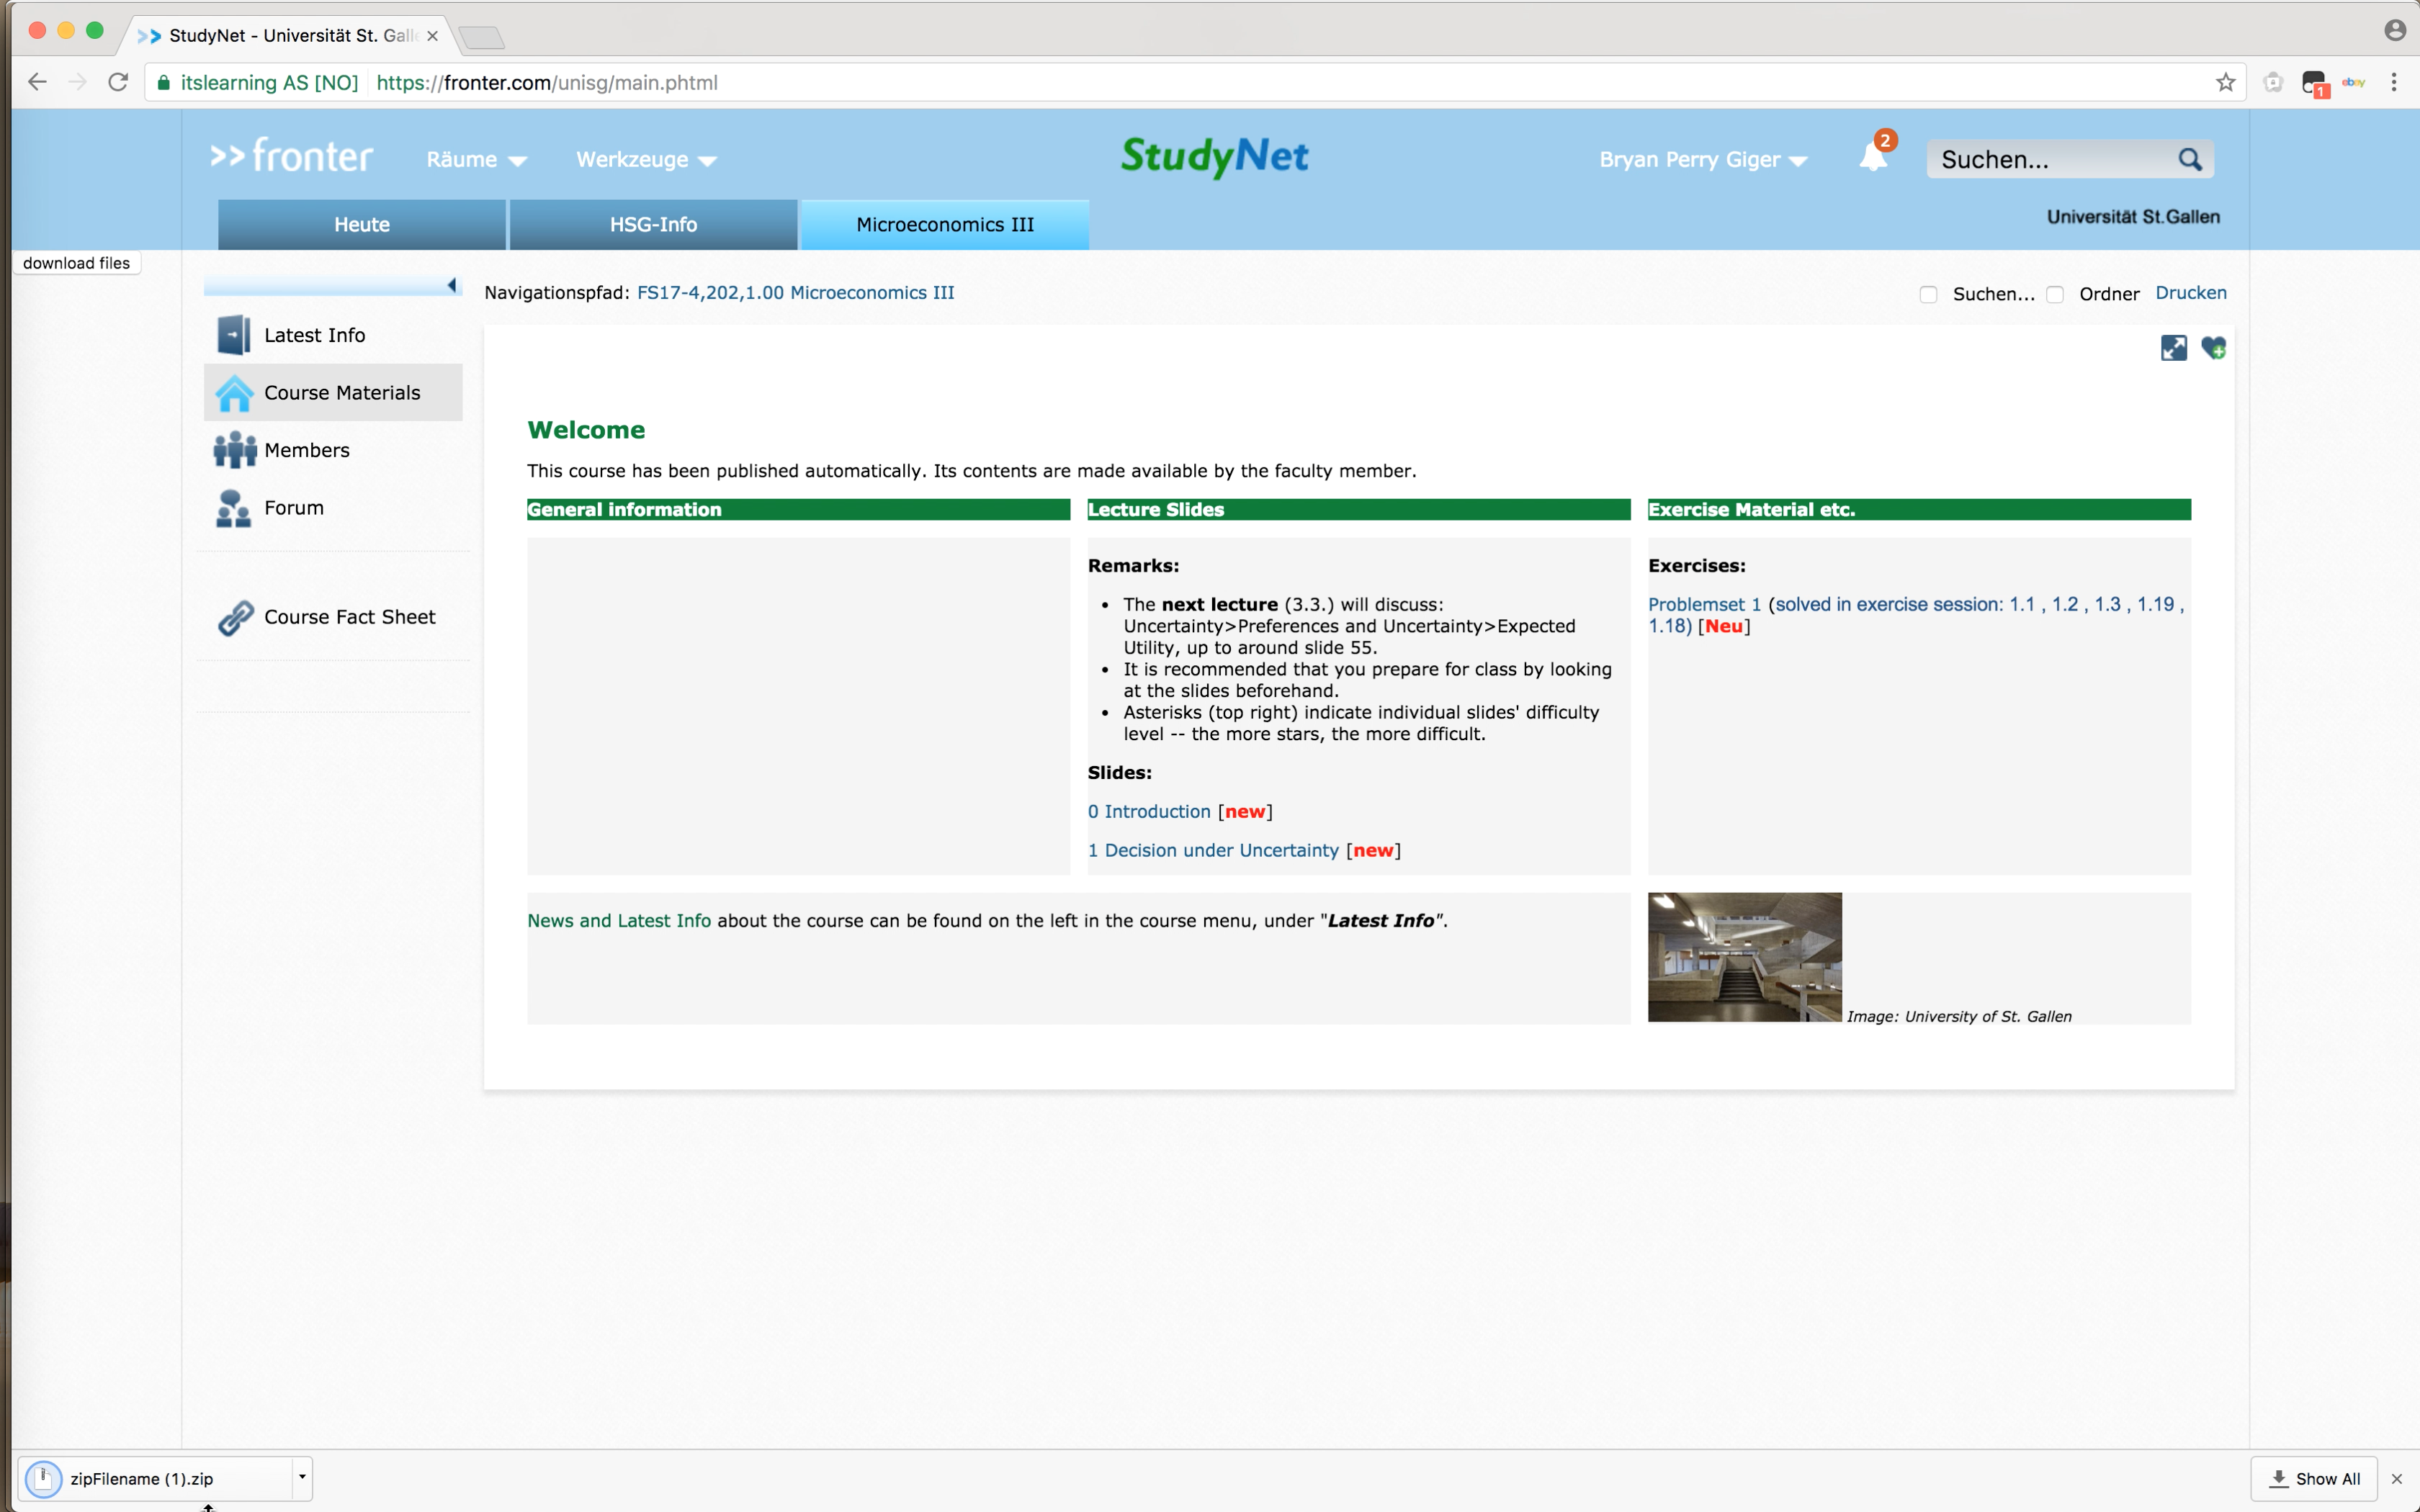 StudyNet - Universität St. Gall
itslearning AS [NO] https://fronter.com/unisg/main.phtml
1
ebay
>>fronter
Räume
Werkzeuge
StudyNet
Bryan Perry Giger
2
Suchen...
Heute
HSG-Info
Microeconomics III
Universität St.Gallen
download files
Navigationspfad: FS17-4,202,1.00 Microeconomics III
Suchen... Ordner Drucken
Latest Info
Course Materials
Members
Forum
Course Fact Sheet
Welcome
This course has been published automatically. Its contents are made available by the faculty member.
General information
Lecture Slides
Remarks:
• The next lecture (3.3.) will discuss:
Uncertainty>Preferences and Uncertainty>Expected
Utility, up to around slide 55.
• It is recommended that you prepare for class by looking
at the slides beforehand.
• Asterisks (top right) indicate individual slides' difficulty
level -- the more stars, the more difficult.
Slides:
0 Introduction [new]
1 Decision under Uncertainty [new]
Exercise Material etc.
Exercises:
Problemset 1 (solved in exercise session: 1.1 , 1.2 , 1.3 , 1.19 ,
1.18) [Neu]
News and Latest Info about the course can be found on the left in the course menu, under "Latest Info".
Image: University of St. Gallen
zipFilename (1).zip
Show All